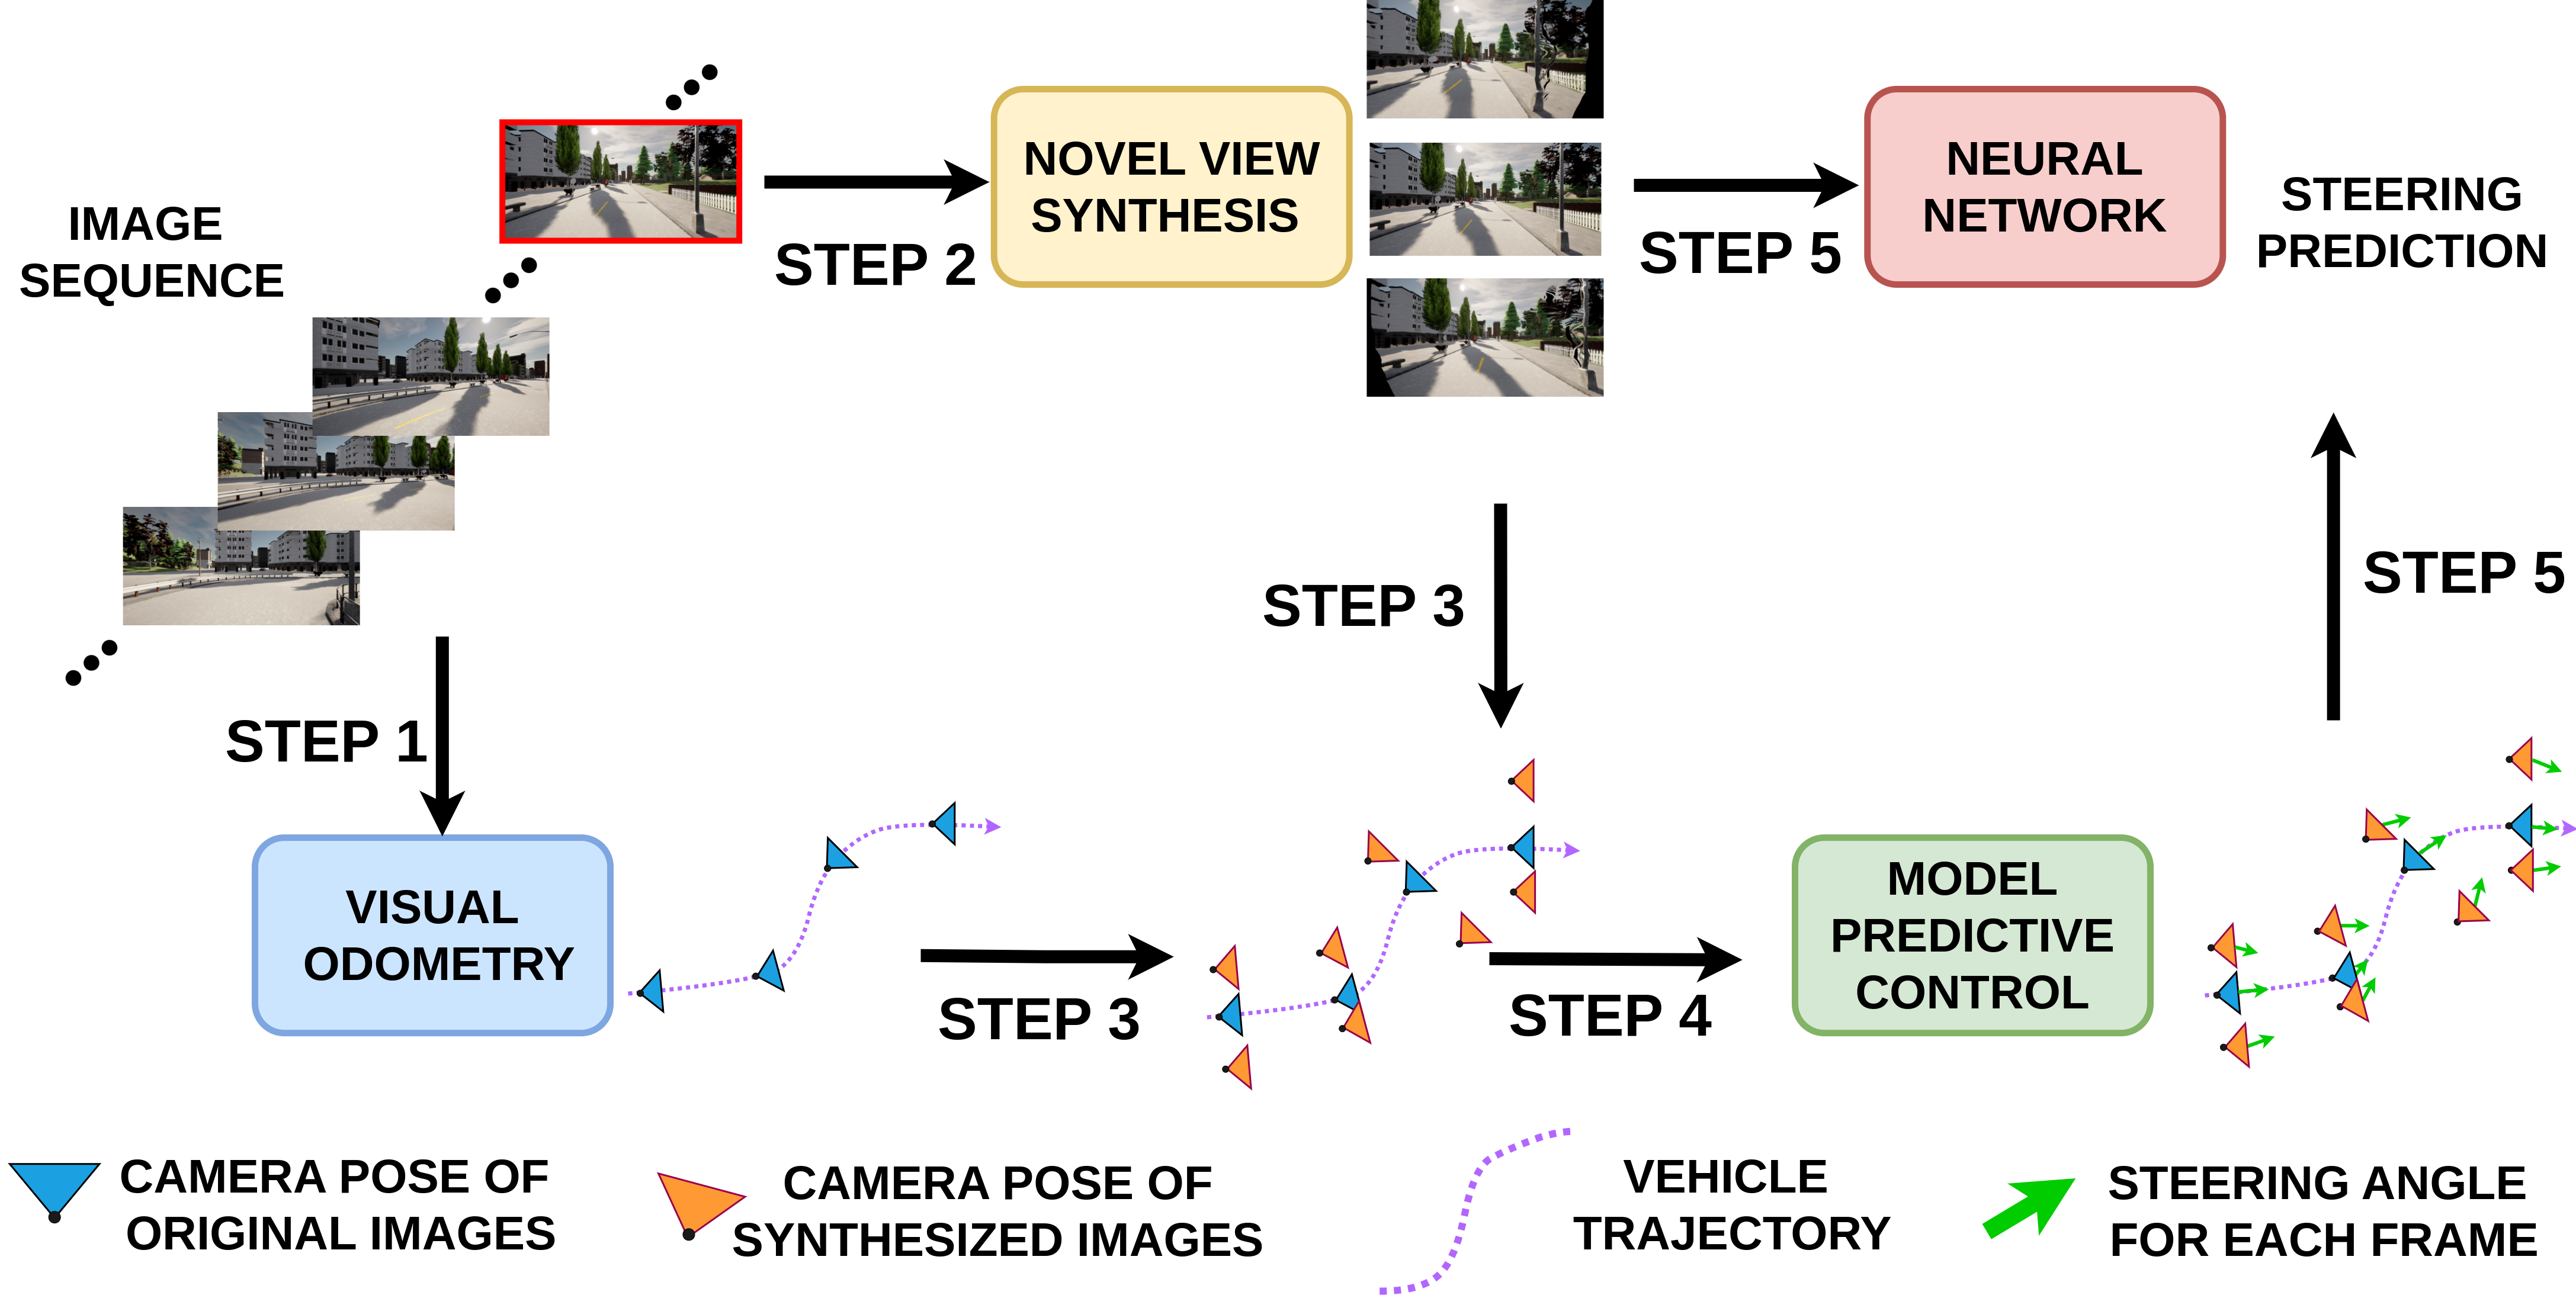 IMAGE
SEQUENCE
STEP 2
NOVEL VIEW
SYNTHESIS
STEP 5
NEURAL
NETWORK
STEERING
PREDICTION
STEP 1
STEP 3
STEP 5
VISUAL
ODOMETRY
STEP 3
STEP 4
MODEL
PREDICTIVE
CONTROL
CAMERA POSE OF
ORIGINAL IMAGES
CAMERA POSE OF
SYNTHESIZED IMAGES
VEHICLE
TRAJECTORY
STEERING ANGLE
FOR EACH FRAME